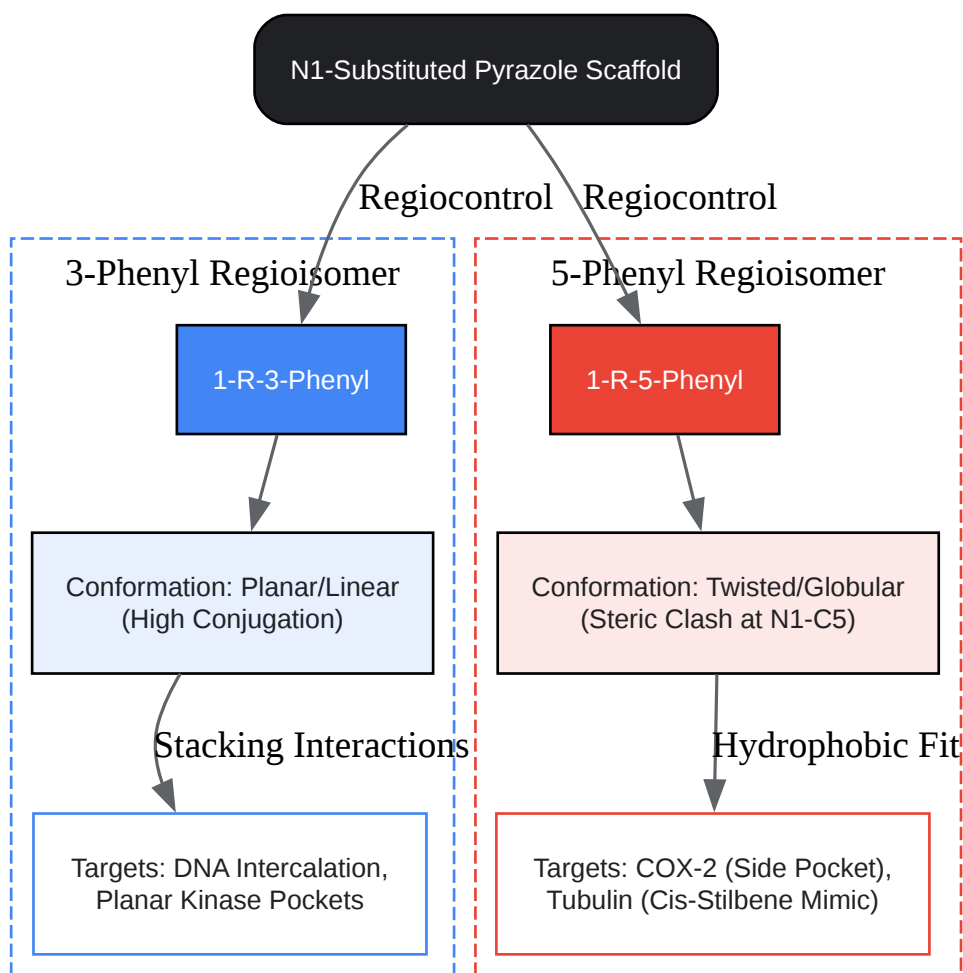 N1-Substituted Pyrazole Scaffold
Regiocontrol
Regiocontrol
3-Phenyl Regioisomer
1-R-3-Phenyl
Conformation: Planar/Linear
(High Conjugation)
Stacking Interactions
Targets: DNA Intercalation,
Planar Kinase Pockets
5-Phenyl Regioisomer
1-R-5-Phenyl
Conformation: Twisted/Globular
(Steric Clash at N1-C5)
Hydrophobic Fit
Targets: COX-2 (Side Pocket),
Tubulin (Cis-Stilbene Mimic)